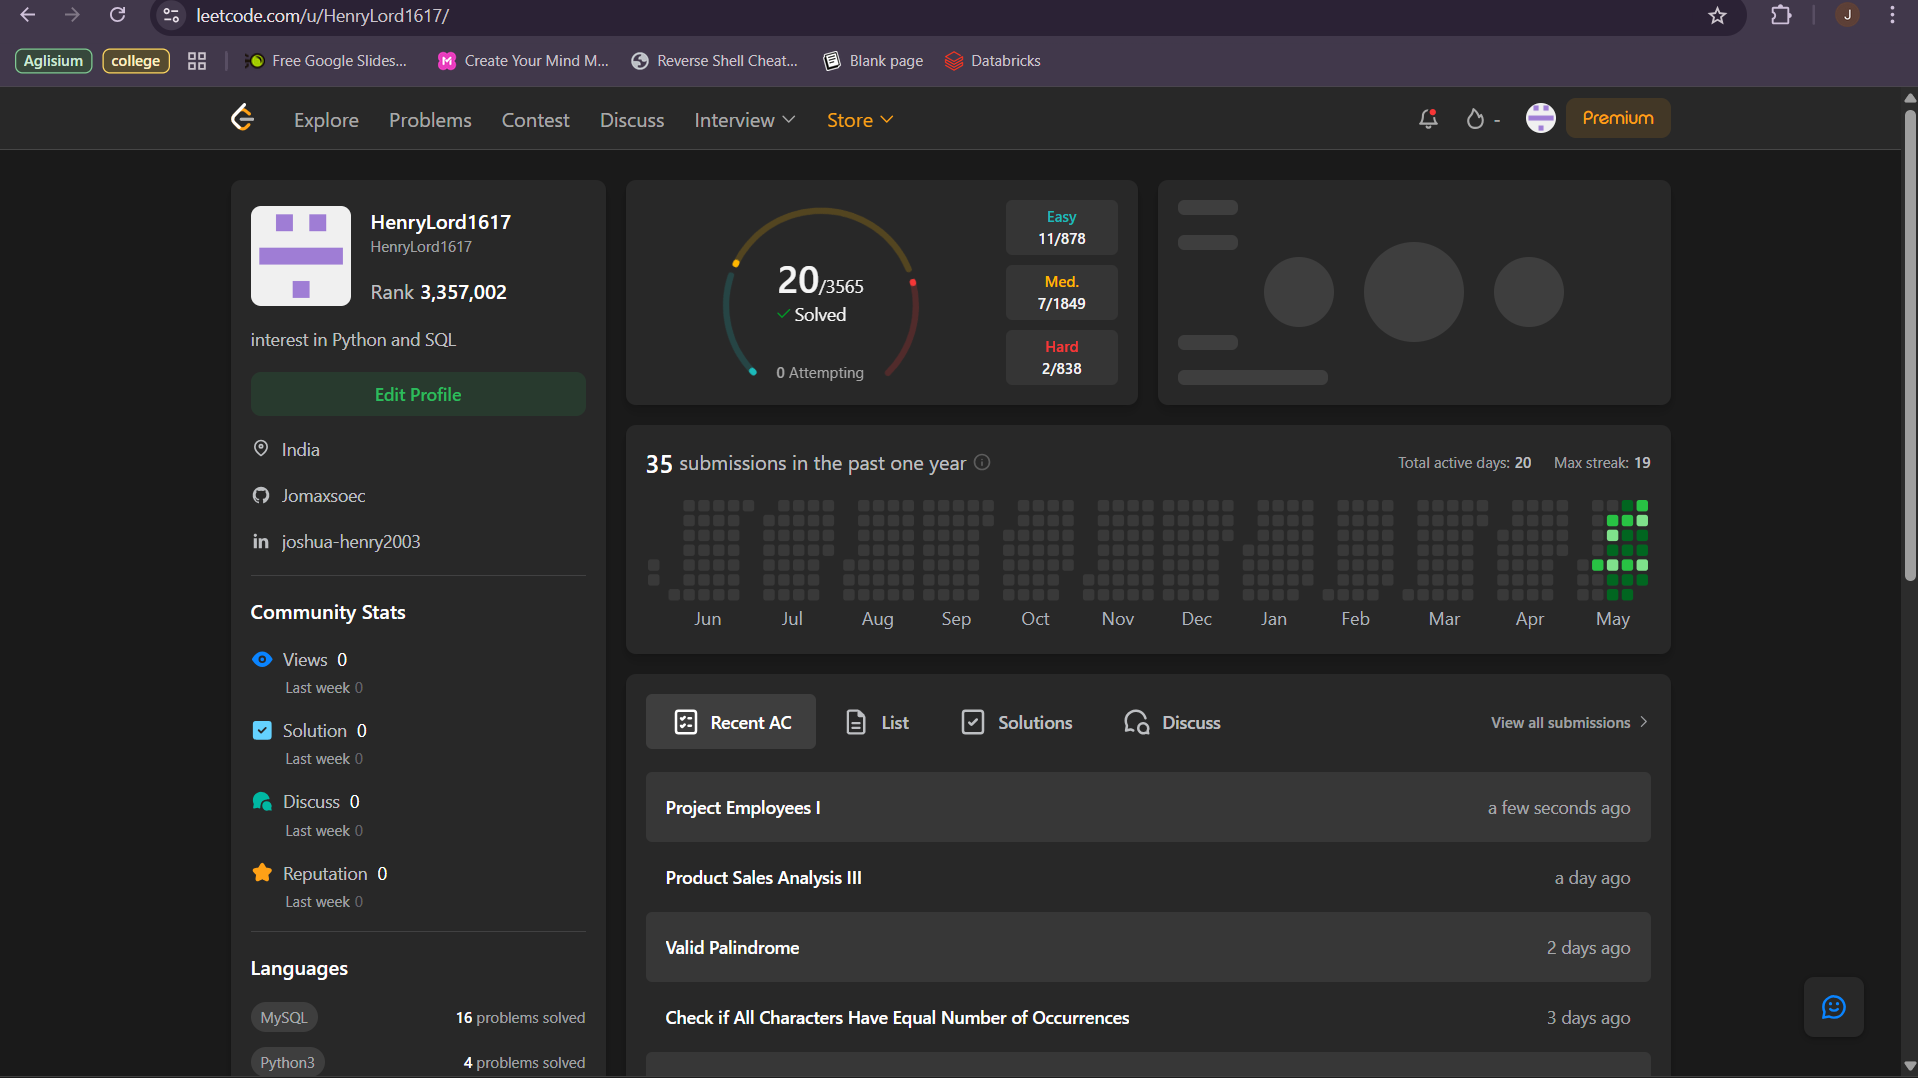 leetcode.com/u/HenryLord1617/
J
Aglisium
college
Free Google Slides...
Create Your Mind M...
Reverse Shell Cheat...
Blank page
Databricks
Explore
Problems
Contest
Discuss
Interview
Store
-
Premium
HenryLord1617
HenryLord1617
Rank 3,357,002
interest in Python and SQL
Edit Profile
India
Jomaxsoec
joshua-henry2003
Community Stats
Views 0
Last week 0
Solution 0
Last week 0
Discuss 0
Last week 0
Reputation 0
Last week 0
Languages
MySQL 16 problems solved
Python3 4 problems solved
20/3565
Solved
0 Attempting
Easy
11/878
Med.
7/1849
Hard
2/838
35 submissions in the past one year
Total active days: 20
Max streak: 19
Jun Jul Aug Sep Oct Nov Dec Jan Feb Mar Apr May
Recent AC
List
Solutions
Discuss
View all submissions
Project Employees I a few seconds ago
Product Sales Analysis III a day ago
Valid Palindrome 2 days ago
Check if All Characters Have Equal Number of Occurrences 3 days ago